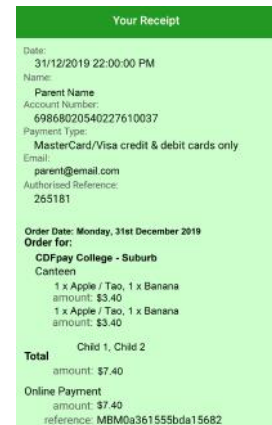 Your Receipt
Date:
31/12/2019 22:00:00 PM
Name:
Parent Name
Account Number:
69868020540227610037
Payment Type:
MasterCard/Visa credit & debit cards only
Email:
parent@email.com
Authorised Reference:
265181
Order Date: Monday, 31st December 2019
Order for:
CDFpay College - Suburb
Canteen
1 x Apple / Tao, 1 x Banana
amount: $3.40
1 x Apple / Tao, 1 x Banana
amount: $3.40
Child 1, Child 2
Total
amount: $7.40
Online Payment
amount: $7.40
reference: MBM0a361555bda15682